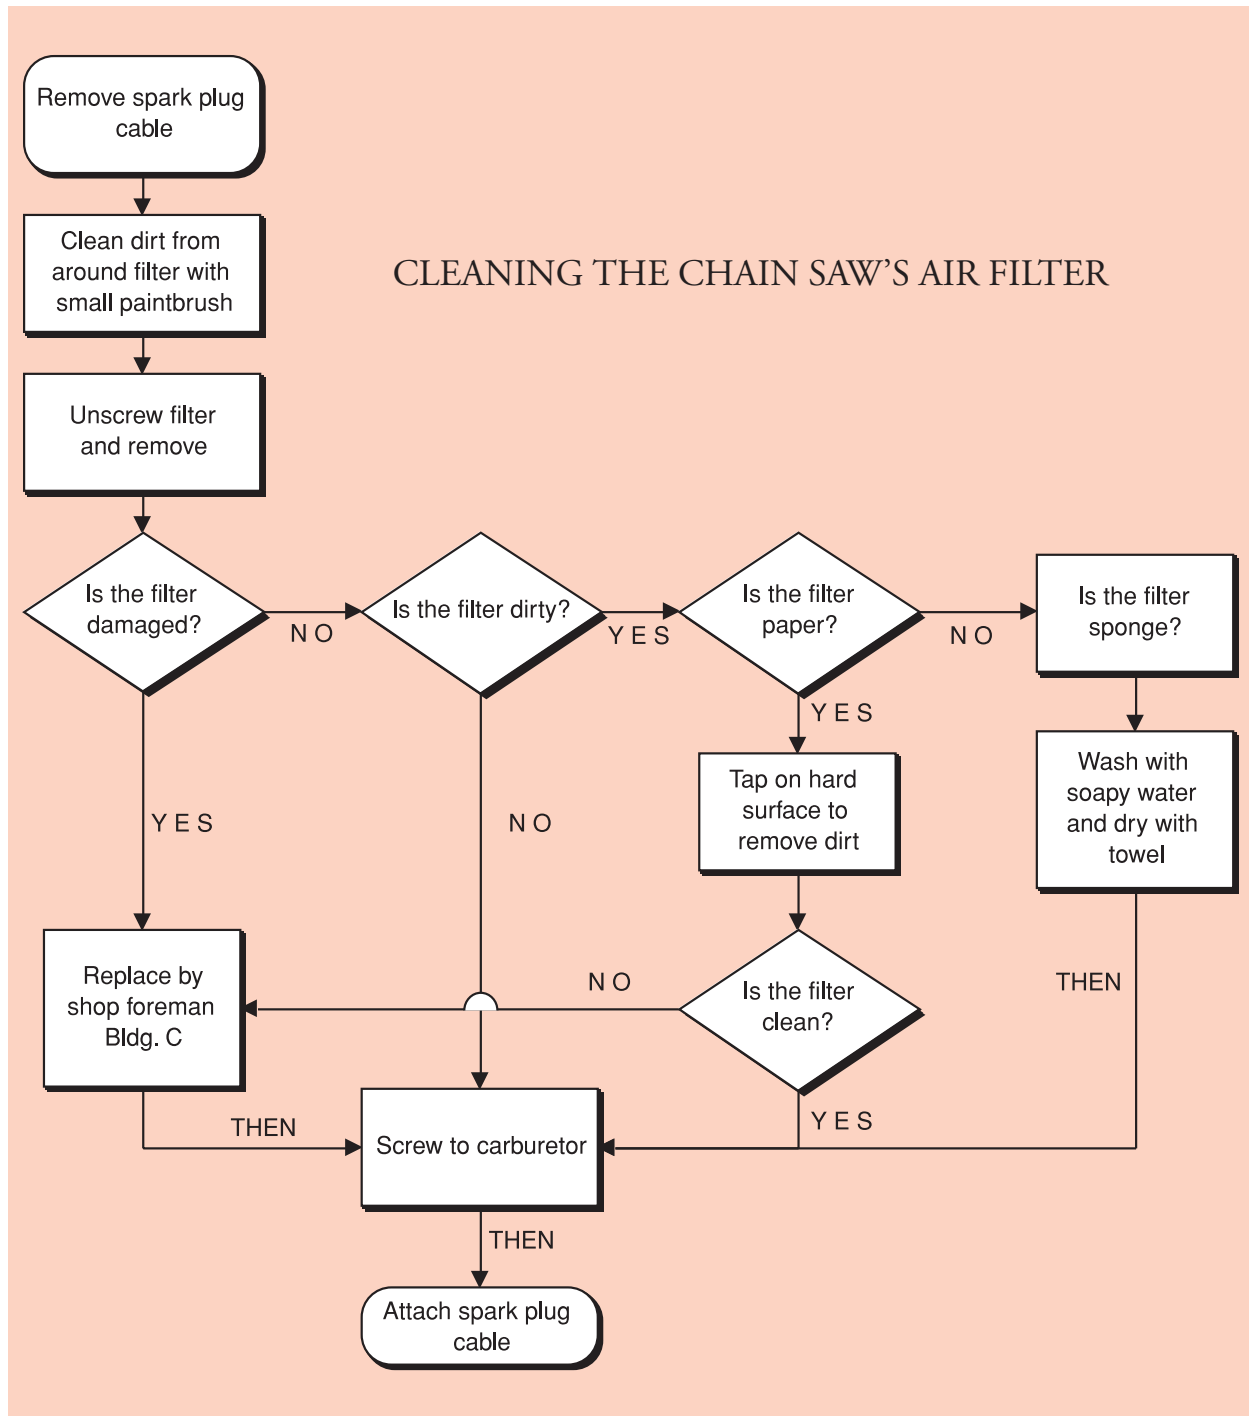 Remove spark plug
cable
Clean dirt from
around filter with
small paintbrush
CLEANING THE CHAIN SAW'S AIR FILTER
Unscrew filter
and remove
Is the filter
damaged?
NO
Is the filter dirty?
YES
Is the filter
paper?
NO
Is the filter
sponge?
YES
NO
YES
Tap on hard
surface to
remove dirt
Wash with
soapy water
and dry with
towel
Replace by
shop foreman
Bldg. C
NO
Is the filter
clean?
THEN
THEN
Screw to carburetor
YES
THEN
Attach spark plug
cable